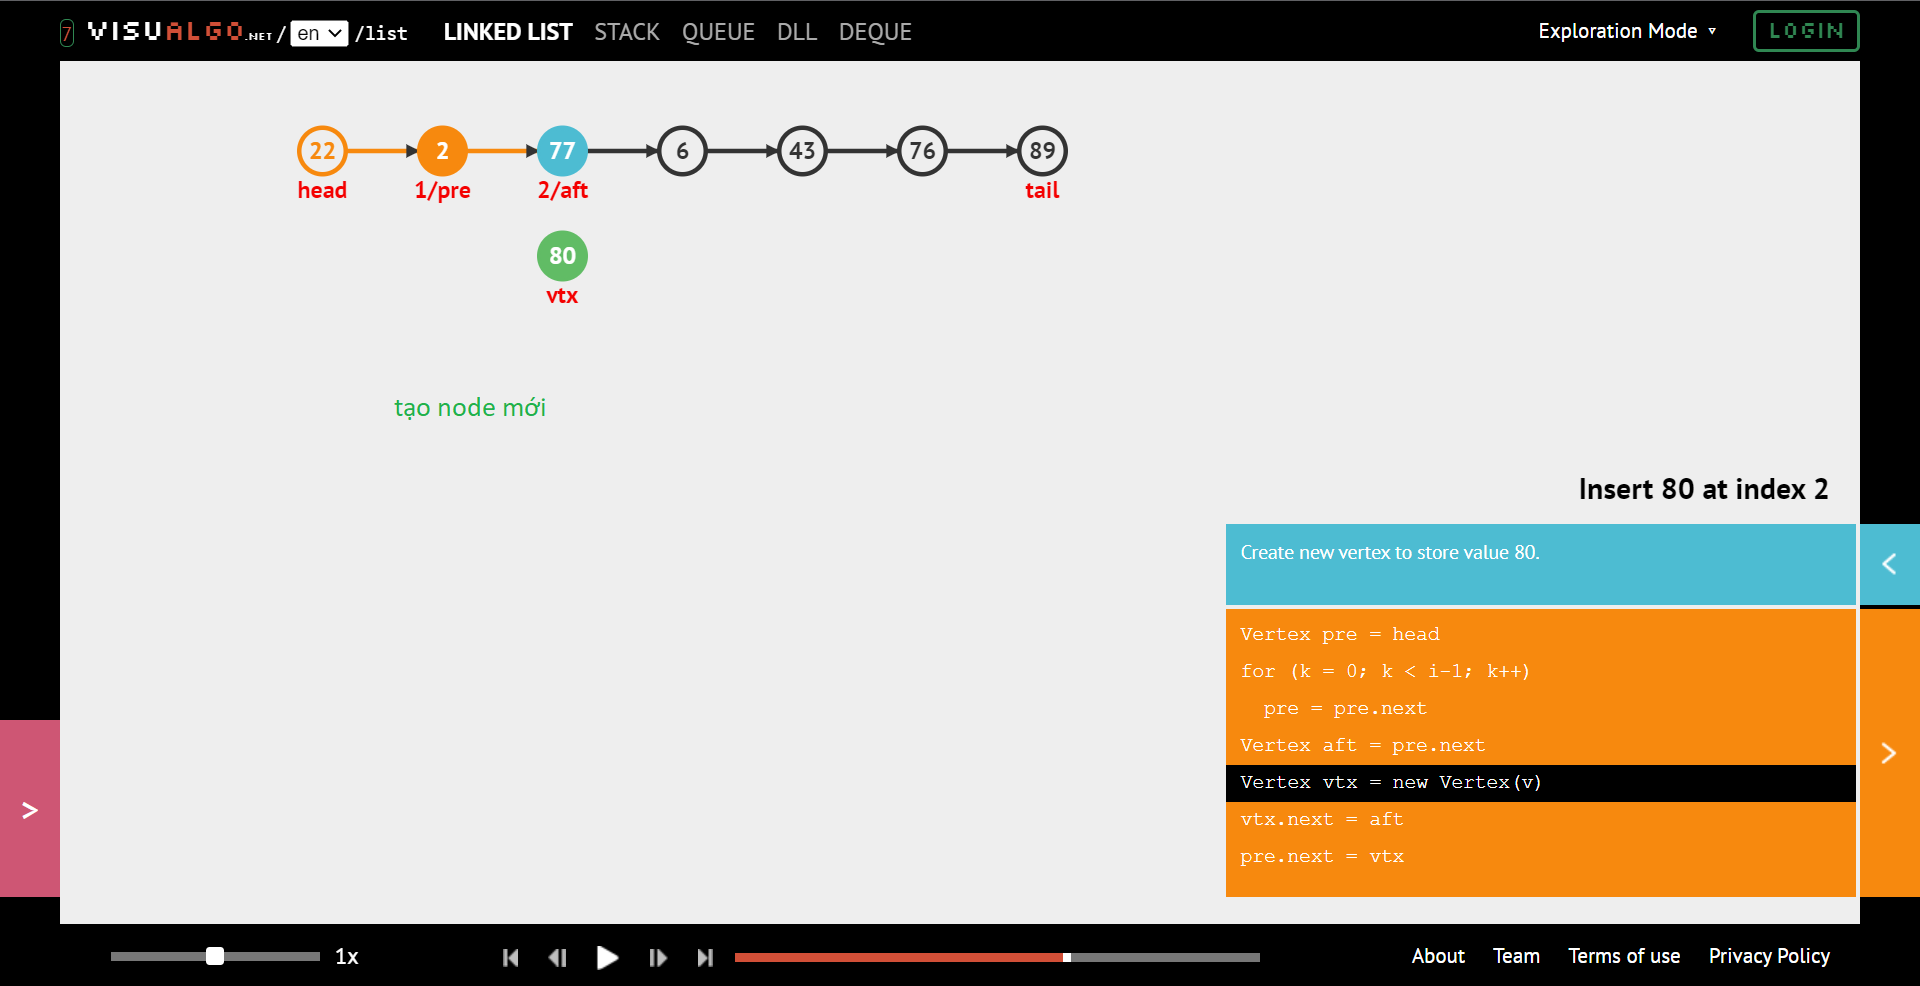 7 VISUALGO.NET / en /list LINKED LIST STACK QUEUE DLL DEQUE Exploration Mode ▾ LOGIN
22 2 77 6 43 76 89
head 1/pre 2/aft tail
80
vtx
tạo node mới
Insert 80 at index 2
Create new vertex to store value 80.
Vertex pre = head
for (k = 0; k < i-1; k++)
pre = pre.next
Vertex aft = pre.next
Vertex vtx = new Vertex(v)
vtx.next = aft
pre.next = vtx
1x About Team Terms of use Privacy Policy